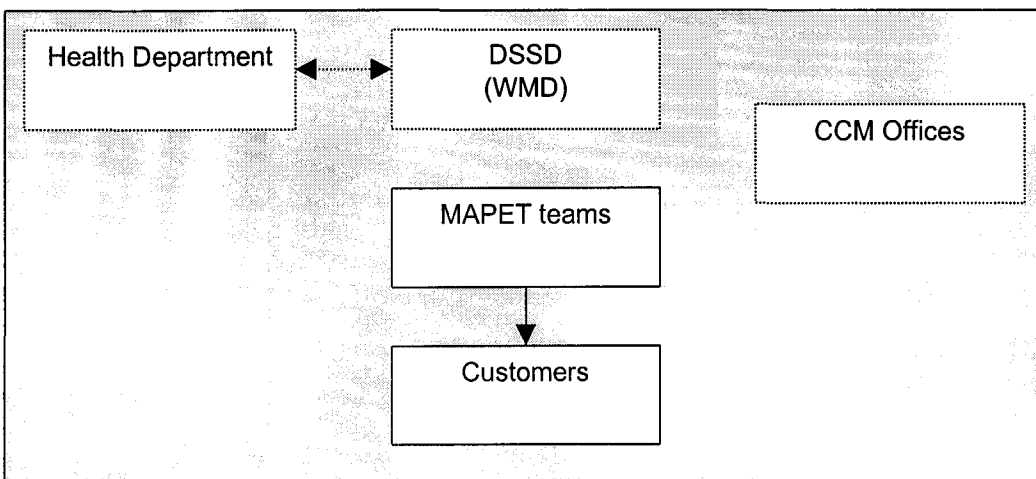 Health Department
DSSD
(WMD)
CCM Offices
MAPET teams
Customers